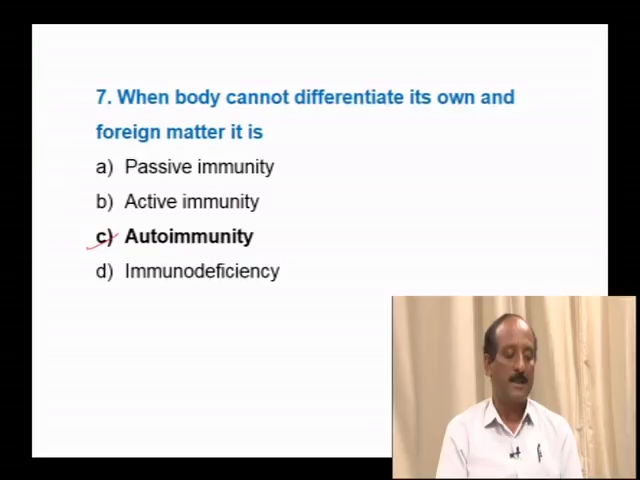 7. When body cannot differentiate its own and
foreign matter it is
a) Passive immunity
b) Active immunity
c) Autoimmunity
d) Immunodeficiency